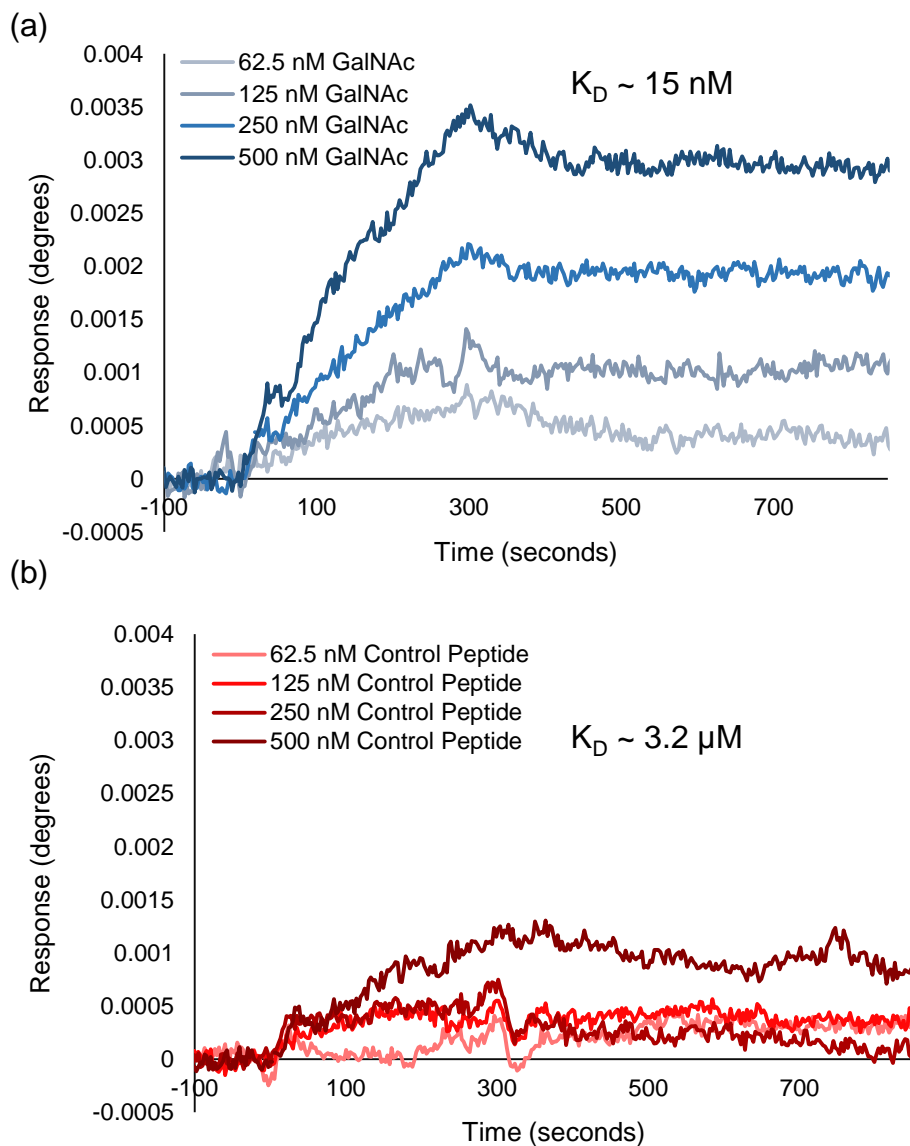 (a)
0.004
0.0035
0.003
0.0025
0.002
0.0015
0.001
0.0005
0
-0.0005
Response (degrees)
62.5 nM GalNAc
125 nM GalNAc
250 nM GalNAc
500 nM GalNAc
K_D ~ 15 nM
-100
100
300
500
700
Time (seconds)
(b)
0.004
0.0035
0.003
0.0025
0.002
0.0015
0.001
0.0005
0
-0.0005
Response (degrees)
62.5 nM Control Peptide
125 nM Control Peptide
250 nM Control Peptide
500 nM Control Peptide
K_D ~ 3.2 µM
-100
100
300
500
700
Time (seconds)